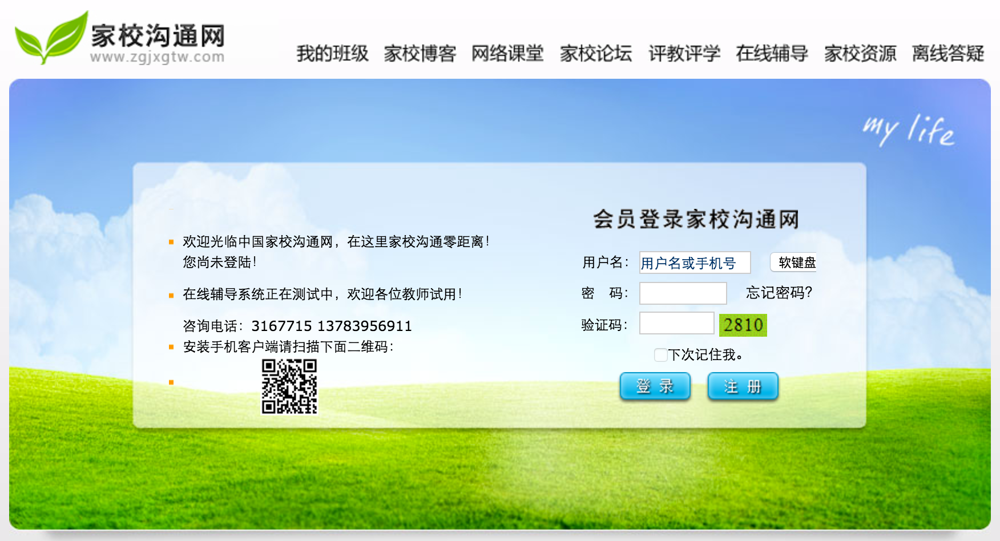 家校沟通网
www.zgjxgtw.com
我的班级 家校博客 网络课堂 家校论坛 评教评学 在线辅导 家校资源 离线答疑
my life
欢迎光临中国家校沟通网，在这里家校沟通零距离！
您尚未登陆！
在线辅导系统正在测试中，欢迎各位教师试用！
咨询电话：3167715 13783956911
安装手机客户端请扫描下面二维码：
会员登录家校沟通网
用户名： 用户名或手机号 软键盘
密 码： 忘记密码？
验证码： 2810
下次记住我。
登 录 注 册